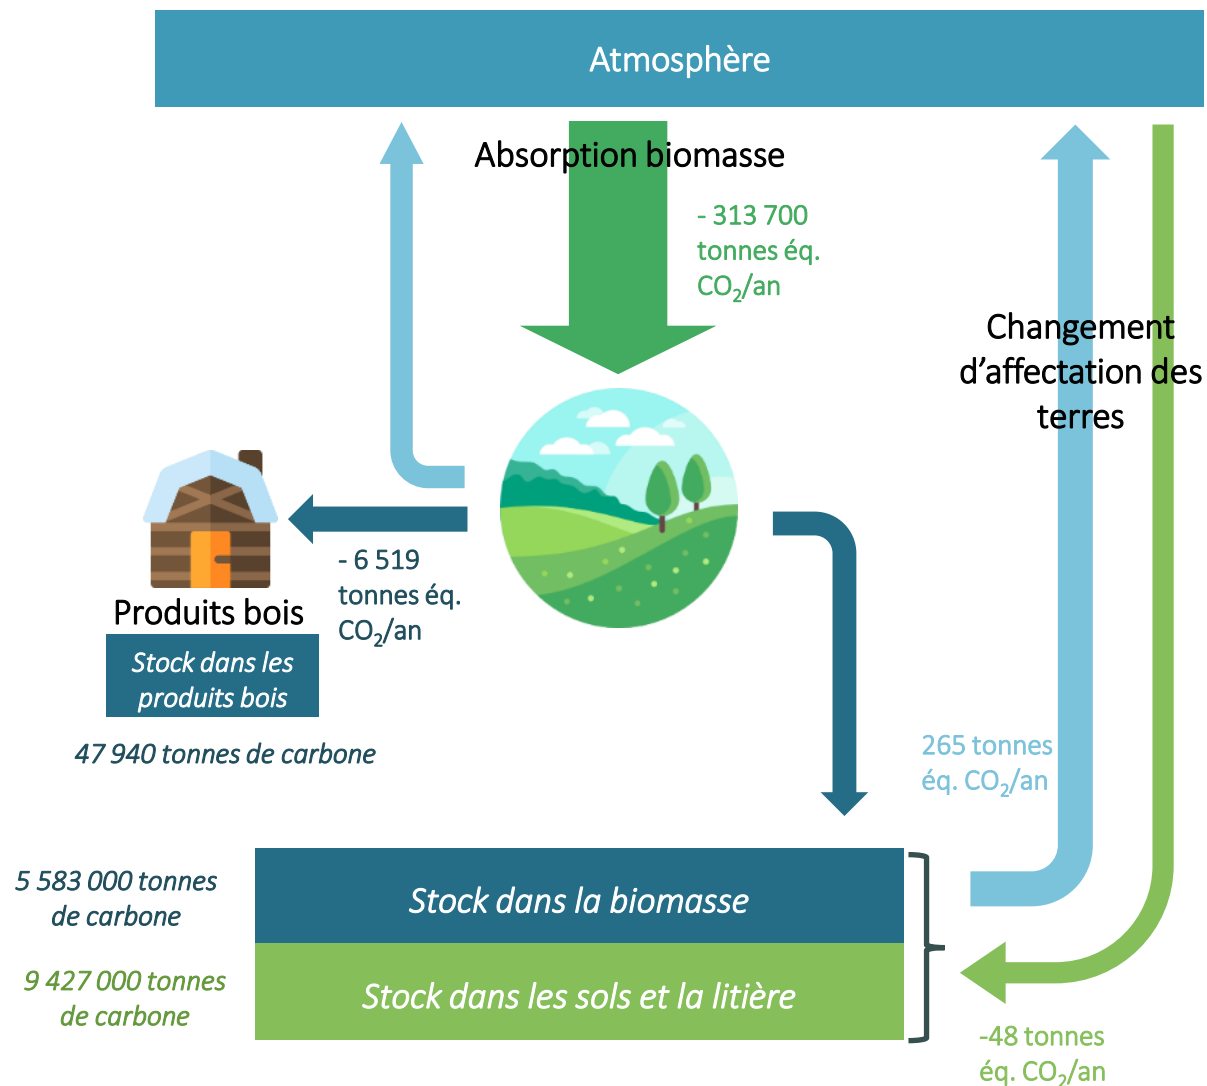 Atmosphère
Absorption biomasse
- 313 700
tonnes éq.
CO₂/an
Changement
d’affectation des
terres
- 6 519
tonnes éq.
CO₂/an
Produits bois
Stock dans les
produits bois
47 940 tonnes de carbone
265 tonnes
éq. CO₂/an
5 583 000 tonnes
de carbone
Stock dans la biomasse
9 427 000 tonnes
de carbone
Stock dans les sols et la litière
-48 tonnes
éq. CO₂/an